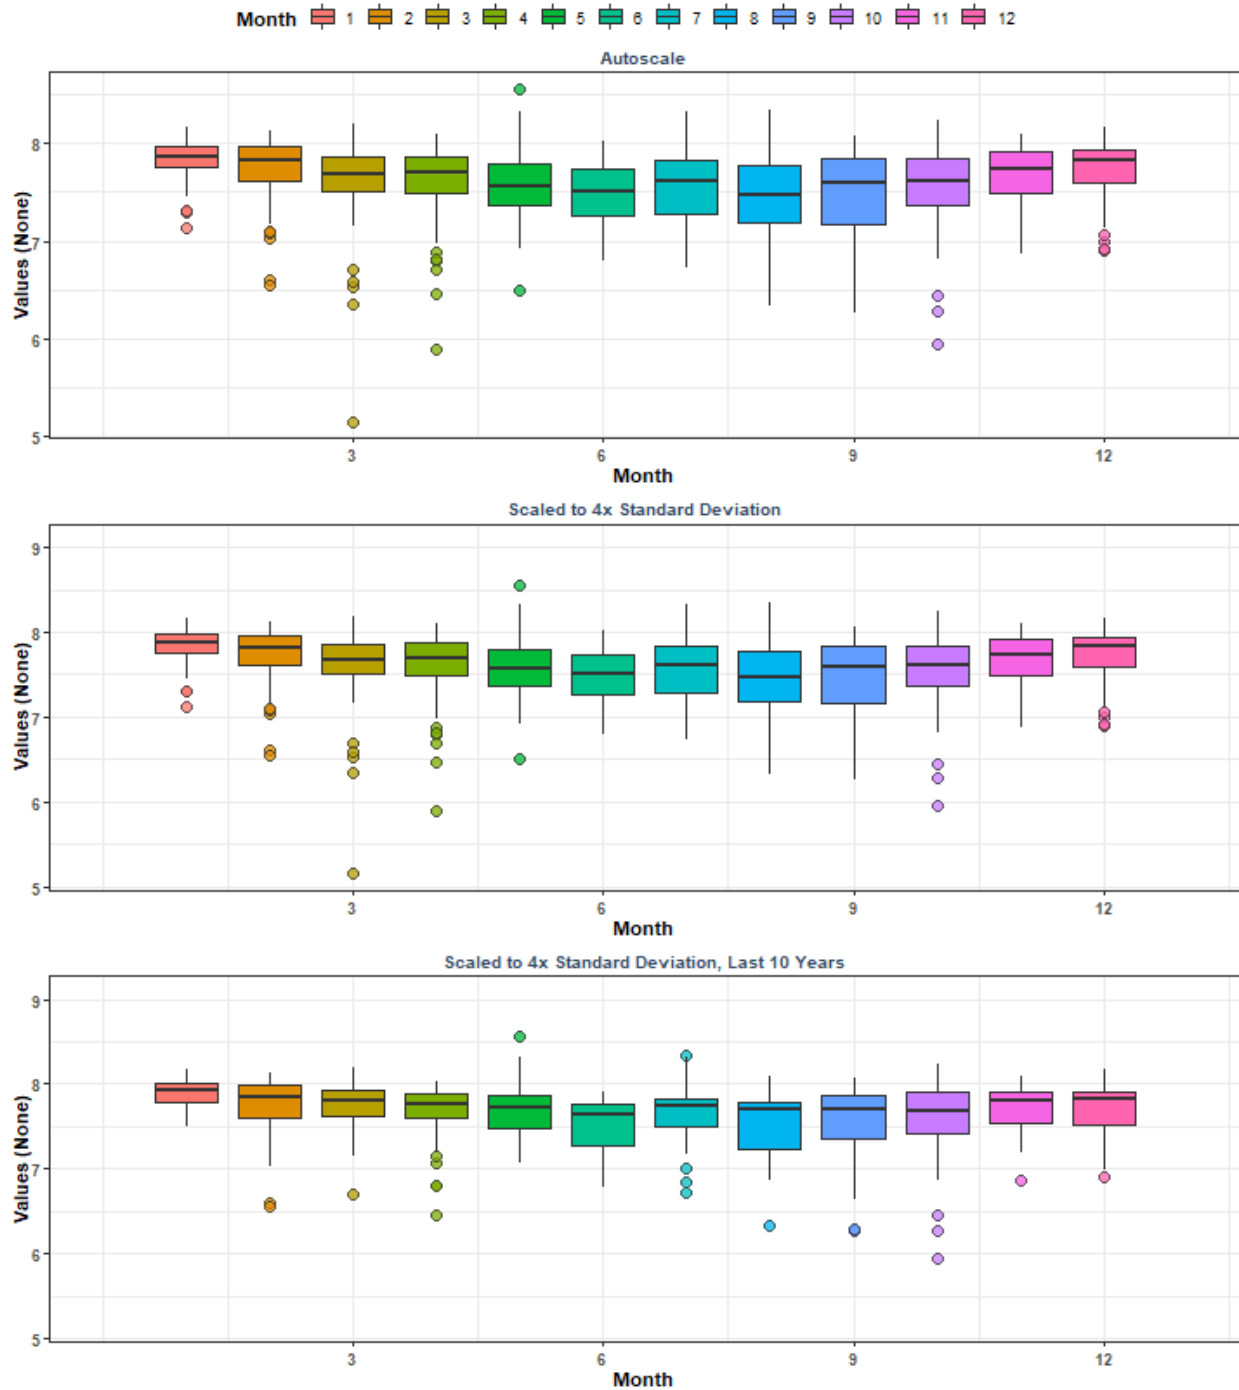 Month 1 2 3 4 5 6 7 8 9 10 11 12
Autoscale
Values (None)
8
7
6
5
3 6 9 12
Month
Scaled to 4x Standard Deviation
Values (None)
9
8
7
6
5
3 6 9 12
Month
Scaled to 4x Standard Deviation, Last 10 Years
Values (None)
9
8
7
6
5
3 6 9 12
Month